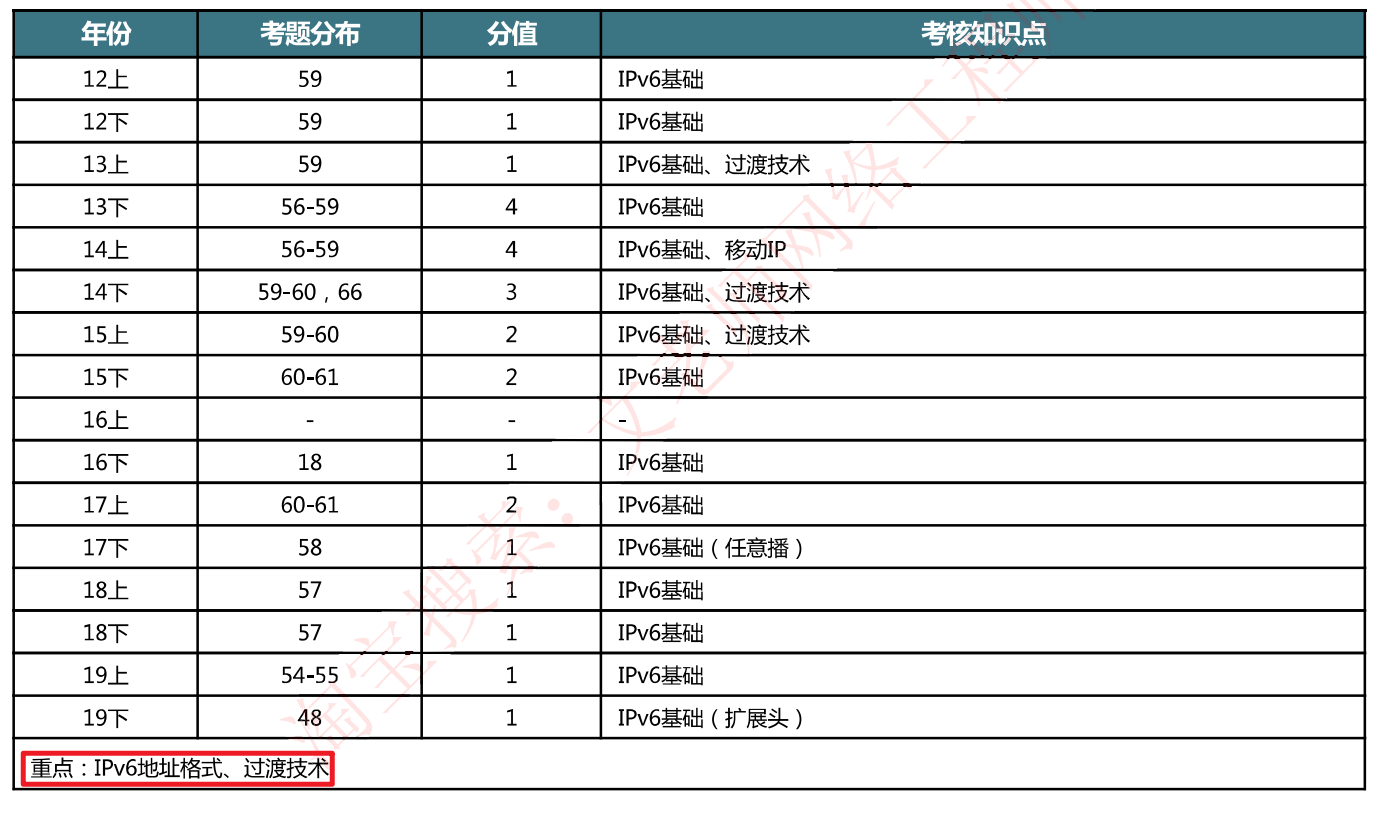 年份 考题分布 分值 考核知识点
12上 59 1 IPv6基础
12下 59 1 IPv6基础
13上 59 1 IPv6基础、过渡技术
13下 56-59 4 IPv6基础
14上 56-59 4 IPv6基础、移动IP
14下 59-60，66 3 IPv6基础、过渡技术
15上 59-60 2 IPv6基础、过渡技术
15下 60-61 2 IPv6基础
16上 - - -
16下 18 1 IPv6基础
17上 60-61 2 IPv6基础
17下 58 1 IPv6基础（任意播）
18上 57 1 IPv6基础
18下 57 1 IPv6基础
19上 54-55 1 IPv6基础
19下 48 1 IPv6基础（扩展头）
重点：IPv6地址格式、过渡技术
淘宝搜索：文老师网络工程师